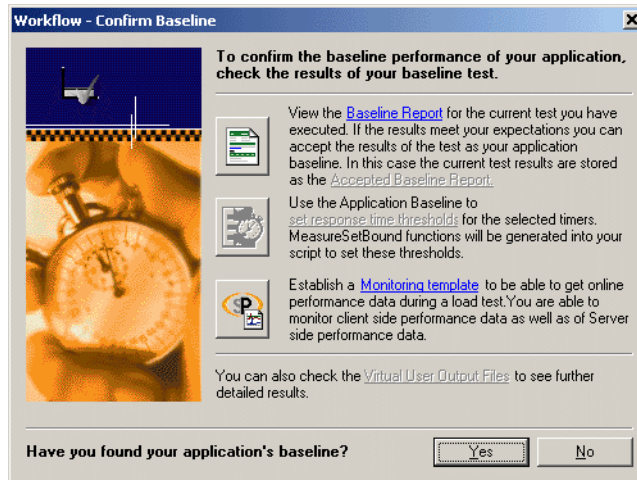 Workflow - Confirm Baseline
To confirm the baseline performance of your application,
check the results of your baseline test.
View the Baseline Report for the current test you have
executed. If the results meet your expectations you can
accept the results of the test as your application
baseline. In this case the current test results are stored
as the Accepted Baseline Report.
Use the Application Baseline to
set response time thresholds for the selected timers.
MeasureSetBound functions will be generated into your
script to set these thresholds.
Establish a Monitoring template to be able to get online
performance data during a load test.You are able to
monitor client side performance data as well as of Server
side performance data.
You can also check the Virtual User Output Files to see further
detailed results.
Have you found your application's baseline?
Yes
No